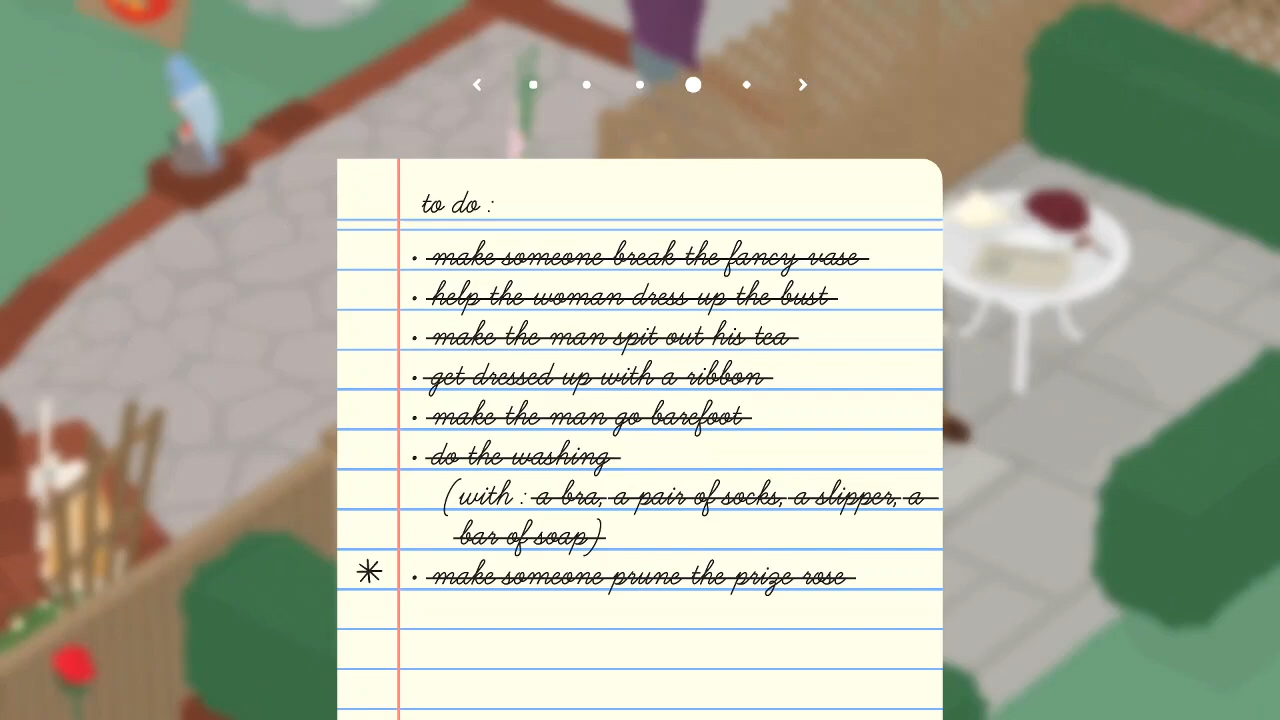 to do :
• make someone break the fancy vase
• help the woman dress up the bust
• make the man spit out his tea
• get dressed up with a ribbon
• make the man go barefoot
• do the washing
(with : a bra, a pair of socks, a slipper, a
bar of soap)
• make someone prune the prize rose